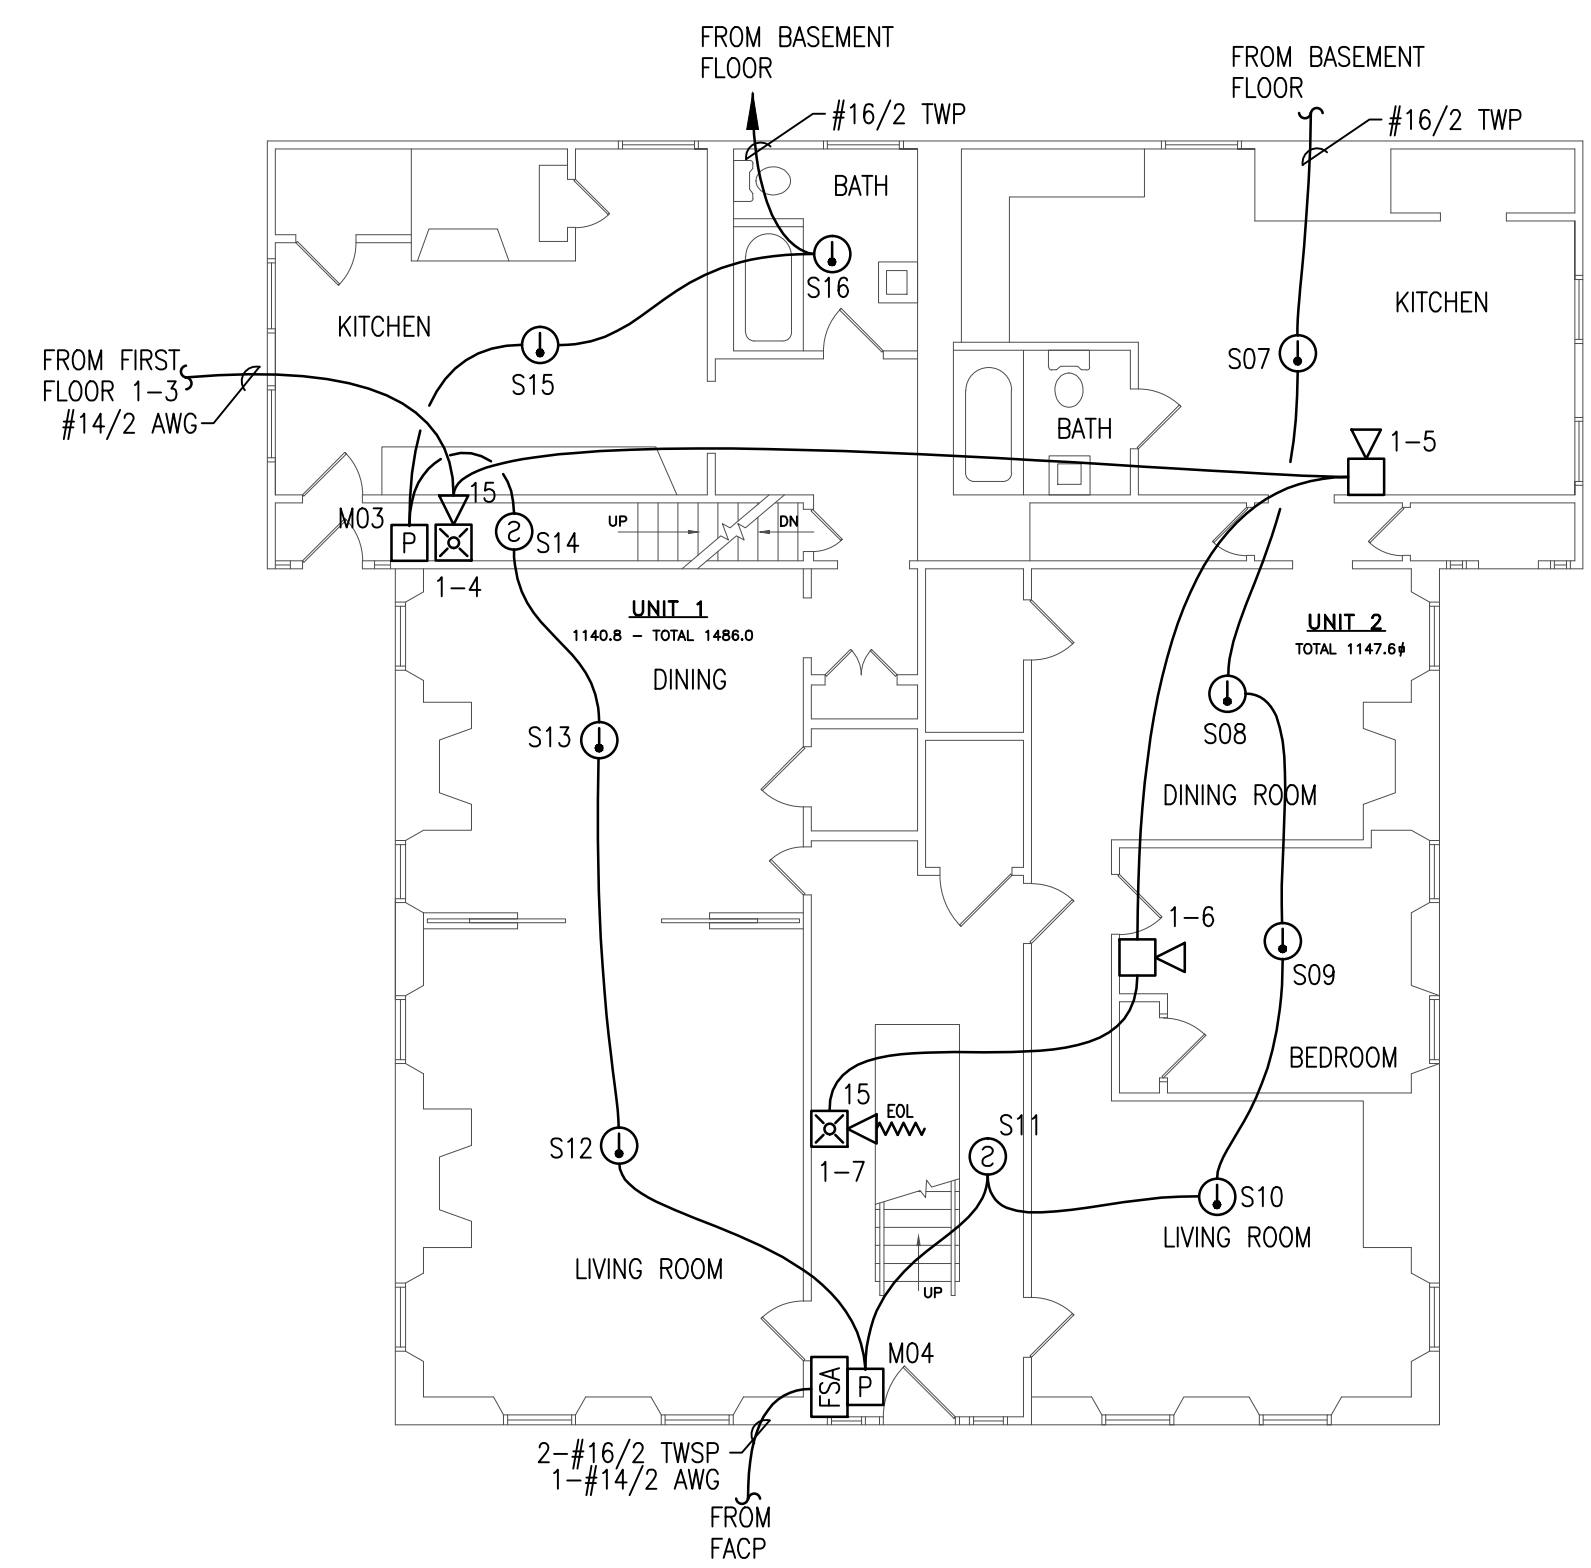 FROM BASEMENT
FLOOR
FROM BASEMENT
FLOOR
#16/2 TWP
#16/2 TWP
BATH
S16
KITCHEN
KITCHEN
S15
S07
FROM FIRST
FLOOR 1-3
#14/2 AWG
BATH
1-5
M03
P
15
1-4
S14
UP
DN
UNIT 1
1140.8 - TOTAL 1486.0
DINING
UNIT 2
TOTAL 1147.6⏀
S13
S08
DINING ROOM
1-6
S09
BEDROOM
15
EOL
1-7
S11
S12
S10
LIVING ROOM
LIVING ROOM
UP
M04
FSA
P
2-#16/2 TWSP
1-#14/2 AWG
FROM
FACP